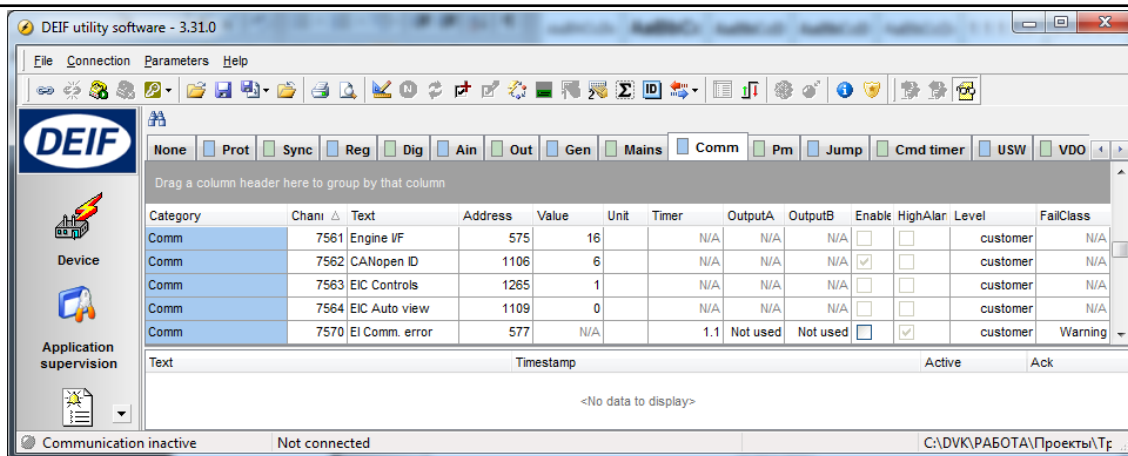 DEIF utility software - 3.31.0
File Connection Parameters Help
DEIF
None Prot Sync Reg Dig Ain Out Gen Mains Comm Pm Jump Cmd timer USW VDO
Drag a column header here to group by that column
Category Chani Text Address Value Unit Timer OutputA OutputB Enable HighAlar Level FailClass
Comm 7561 Engine I/F 575 16 N/A N/A N/A customer N/A
Comm 7562 CANopen ID 1106 6 N/A N/A N/A customer N/A
Comm 7563 EIC Controls 1265 1 N/A N/A N/A customer N/A
Comm 7564 EIC Auto view 1109 0 N/A N/A N/A customer N/A
Comm 7570 EI Comm. error 577 N/A 1.1 Not used Not used customer Warning
Device
Application
supervision
Text Timestamp Active Ack
<No data to display>
Communication inactive Not connected C:\DVK\РАБОТА\Проекты\Тр